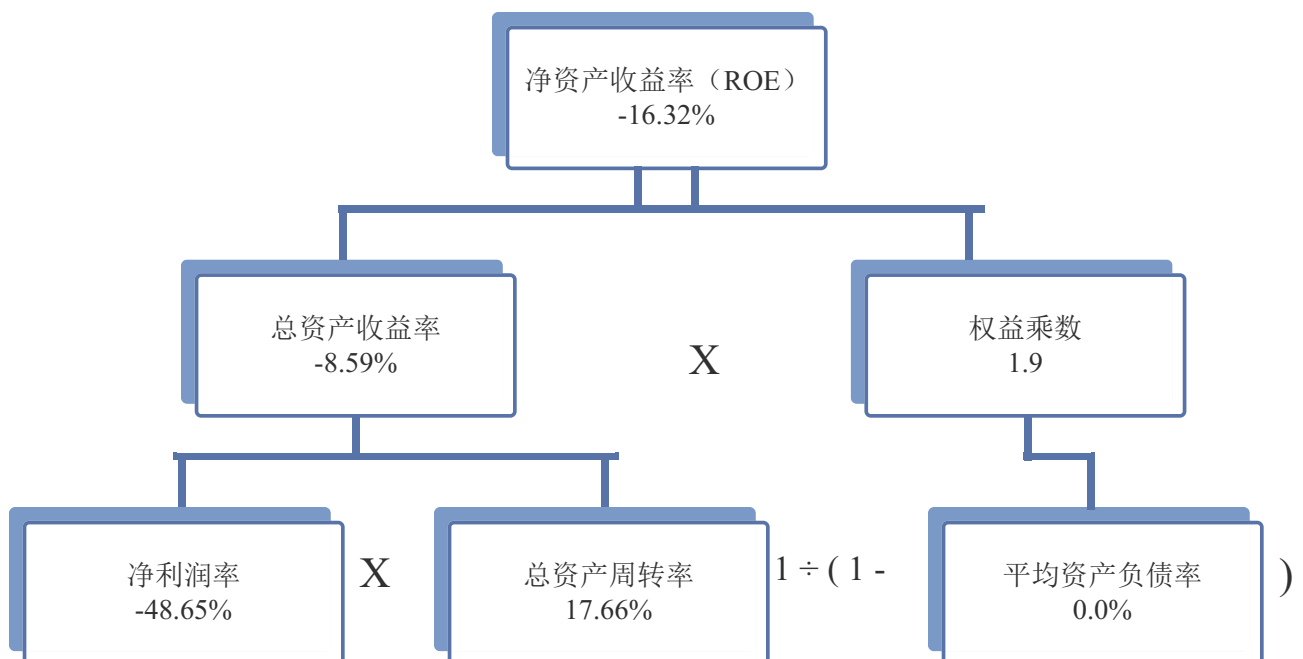 净资产收益率（ROE）
-16.32%
总资产收益率
-8.59%
X
权益乘数
1.9
净利润率
-48.65%
X
总资产周转率
17.66%
1 ÷ ( 1 -
平均资产负债率
0.0%
)